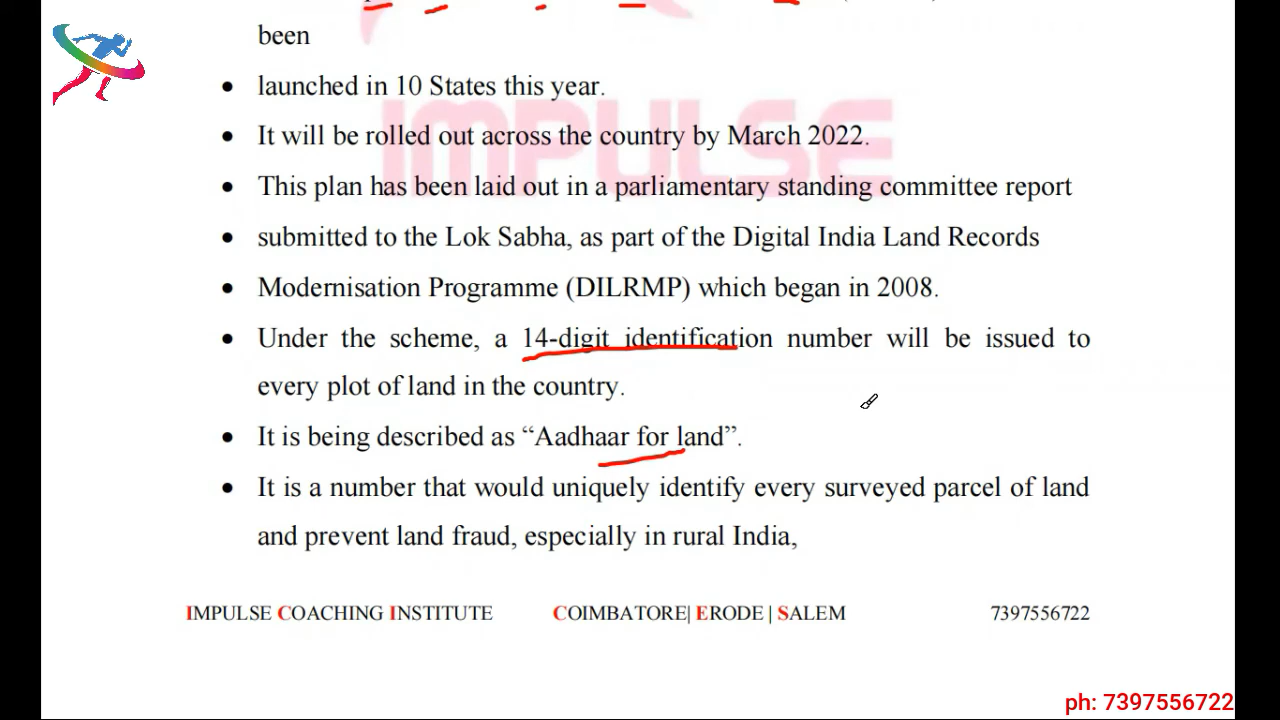 been
• launched in 10 States this year.
IMPULSE
• It will be rolled out across the country by March 2022.
• This plan has been laid out in a parliamentary standing committee report
• submitted to the Lok Sabha, as part of the Digital India Land Records
• Modernisation Programme (DILRMP) which began in 2008.
• Under the scheme, a 14-digit identification number will be issued to
every plot of land in the country.
• It is being described as “Aadhaar for land”.
• It is a number that would uniquely identify every surveyed parcel of land
and prevent land fraud, especially in rural India,
IMPULSE COACHING INSTITUTE COIMBATORE| ERODE | SALEM 7397556722
ph: 7397556722